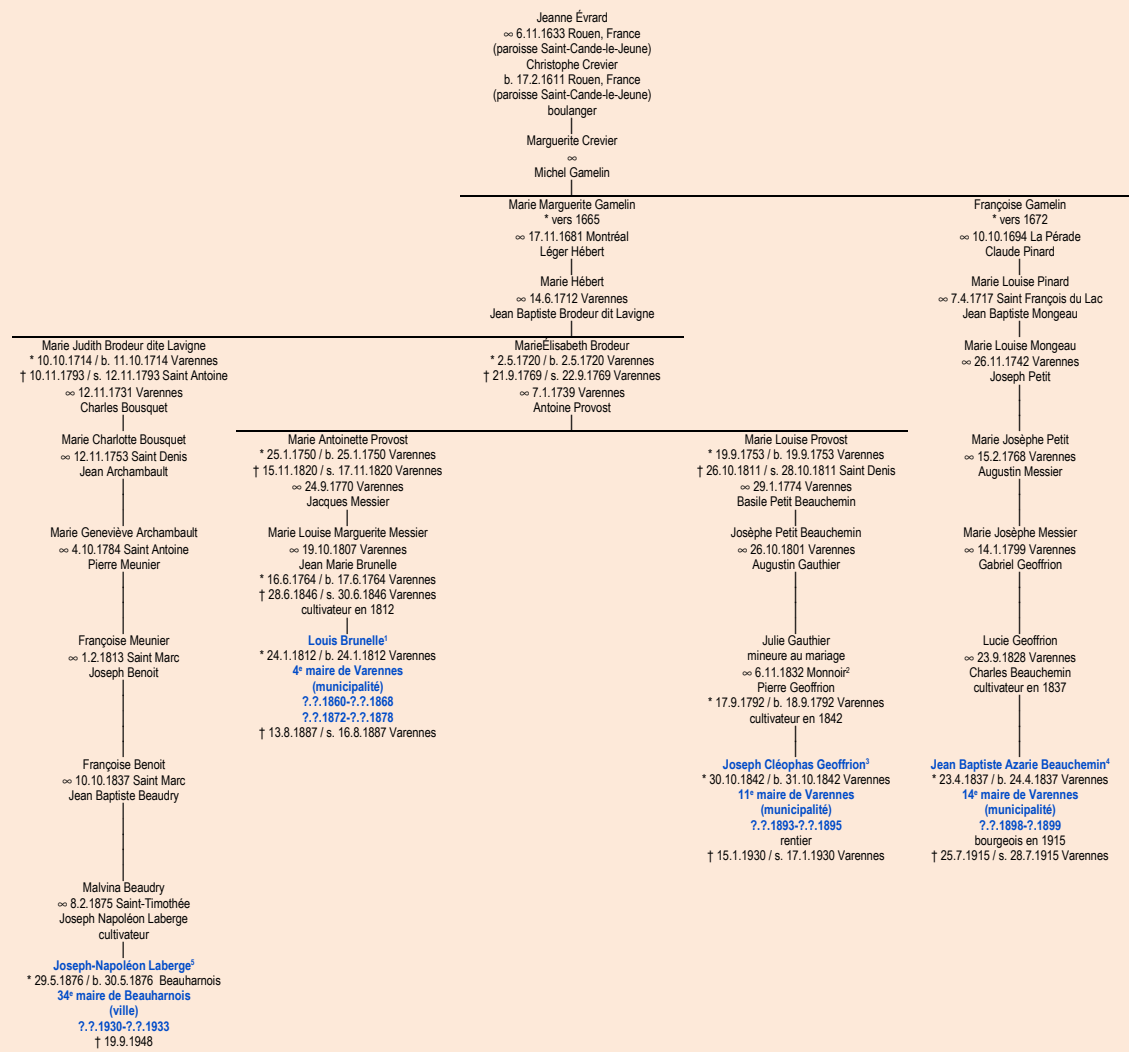 Jeanne Évrard
∞ 6.11.1633 Rouen, France
(paroisse Saint-Cande-le-Jeune)
Christophe Crevier
b. 17.2.1611 Rouen, France
(paroisse Saint-Cande-le-Jeune)
boulanger
Marguerite Crevier
∞
Michel Gamelin
Marie Marguerite Gamelin
* vers 1665
∞ 17.11.1681 Montréal
Léger Hébert
Marie Hébert
∞ 14.6.1712 Varennes
Jean Baptiste Brodeur dit Lavigne
Françoise Gamelin
* vers 1672
∞ 10.10.1694 La Pérade
Claude Pinard
Marie Louise Pinard
∞ 7.4.1717 Saint François du Lac
Jean Baptiste Mongeau
Marie Judith Brodeur dite Lavigne
* 10.10.1714 / b. 11.10.1714 Varennes
† 10.11.1793 / s. 12.11.1793 Saint Antoine
∞ 12.11.1731 Varennes
Charles Bousquet
MarieÉlisabeth Brodeur
* 2.5.1720 / b. 2.5.1720 Varennes
† 21.9.1769 / s. 22.9.1769 Varennes
∞ 7.1.1739 Varennes
Antoine Provost
Marie Louise Mongeau
∞ 26.11.1742 Varennes
Joseph Petit
Marie Charlotte Bousquet
∞ 12.11.1753 Saint Denis
Jean Archambault
Marie Antoinette Provost
* 25.1.1750 / b. 25.1.1750 Varennes
† 15.11.1820 / s. 17.11.1820 Varennes
∞ 24.9.1770 Varennes
Jacques Messier
Marie Louise Provost
* 19.9.1753 / b. 19.9.1753 Varennes
† 26.10.1811 / s. 28.10.1811 Saint Denis
∞ 29.1.1774 Varennes
Basile Petit Beauchemin
Marie Josèphe Petit
∞ 15.2.1768 Varennes
Augustin Messier
Marie Geneviève Archambault
∞ 4.10.1784 Saint Antoine
Pierre Meunier
Marie Louise Marguerite Messier
∞ 19.10.1807 Varennes
Jean Marie Brunelle
* 16.6.1764 / b. 17.6.1764 Varennes
† 28.6.1846 / s. 30.6.1846 Varennes
cultivateur en 1812
Josèphe Petit Beauchemin
∞ 26.10.1801 Varennes
Augustin Gauthier
Marie Josèphe Messier
∞ 14.1.1799 Varennes
Gabriel Geoffrion
Françoise Meunier
∞ 1.2.1813 Saint Marc
Joseph Benoit
Louis Brunelle¹
* 24.1.1812 / b. 24.1.1812 Varennes
4ᵉ maire de Varennes
(municipalité)
?.?.1860-?.?.1868
?.?.1872-?.?.1878
† 13.8.1887 / s. 16.8.1887 Varennes
Julie Gauthier
mineure au mariage
∞ 6.11.1832 Monnoir²
Pierre Geoffrion
* 17.9.1792 / b. 18.9.1792 Varennes
cultivateur en 1842
Lucie Geoffrion
∞ 23.9.1828 Varennes
Charles Beauchemin
cultivateur en 1837
Françoise Benoit
∞ 10.10.1837 Saint Marc
Jean Baptiste Beaudry
Joseph Cléophas Geoffrion³
* 30.10.1842 / b. 31.10.1842 Varennes
11ᵉ maire de Varennes
(municipalité)
?.?.1893-?.?.1895
rentier
† 15.1.1930 / s. 17.1.1930 Varennes
Jean Baptiste Azarie Beauchemin⁴
* 23.4.1837 / b. 24.4.1837 Varennes
14ᵉ maire de Varennes
(municipalité)
?.?.1898-?.1899
bourgeois en 1915
† 25.7.1915 / s. 28.7.1915 Varennes
Malvina Beaudry
∞ 8.2.1875 Saint-Timothée
Joseph Napoléon Laberge
cultivateur
Joseph-Napoléon Laberge⁵
* 29.5.1876 / b. 30.5.1876 Beauharnois
34ᵉ maire de Beauharnois
(ville)
?.?.1930-?.?.1933
† 19.9.1948